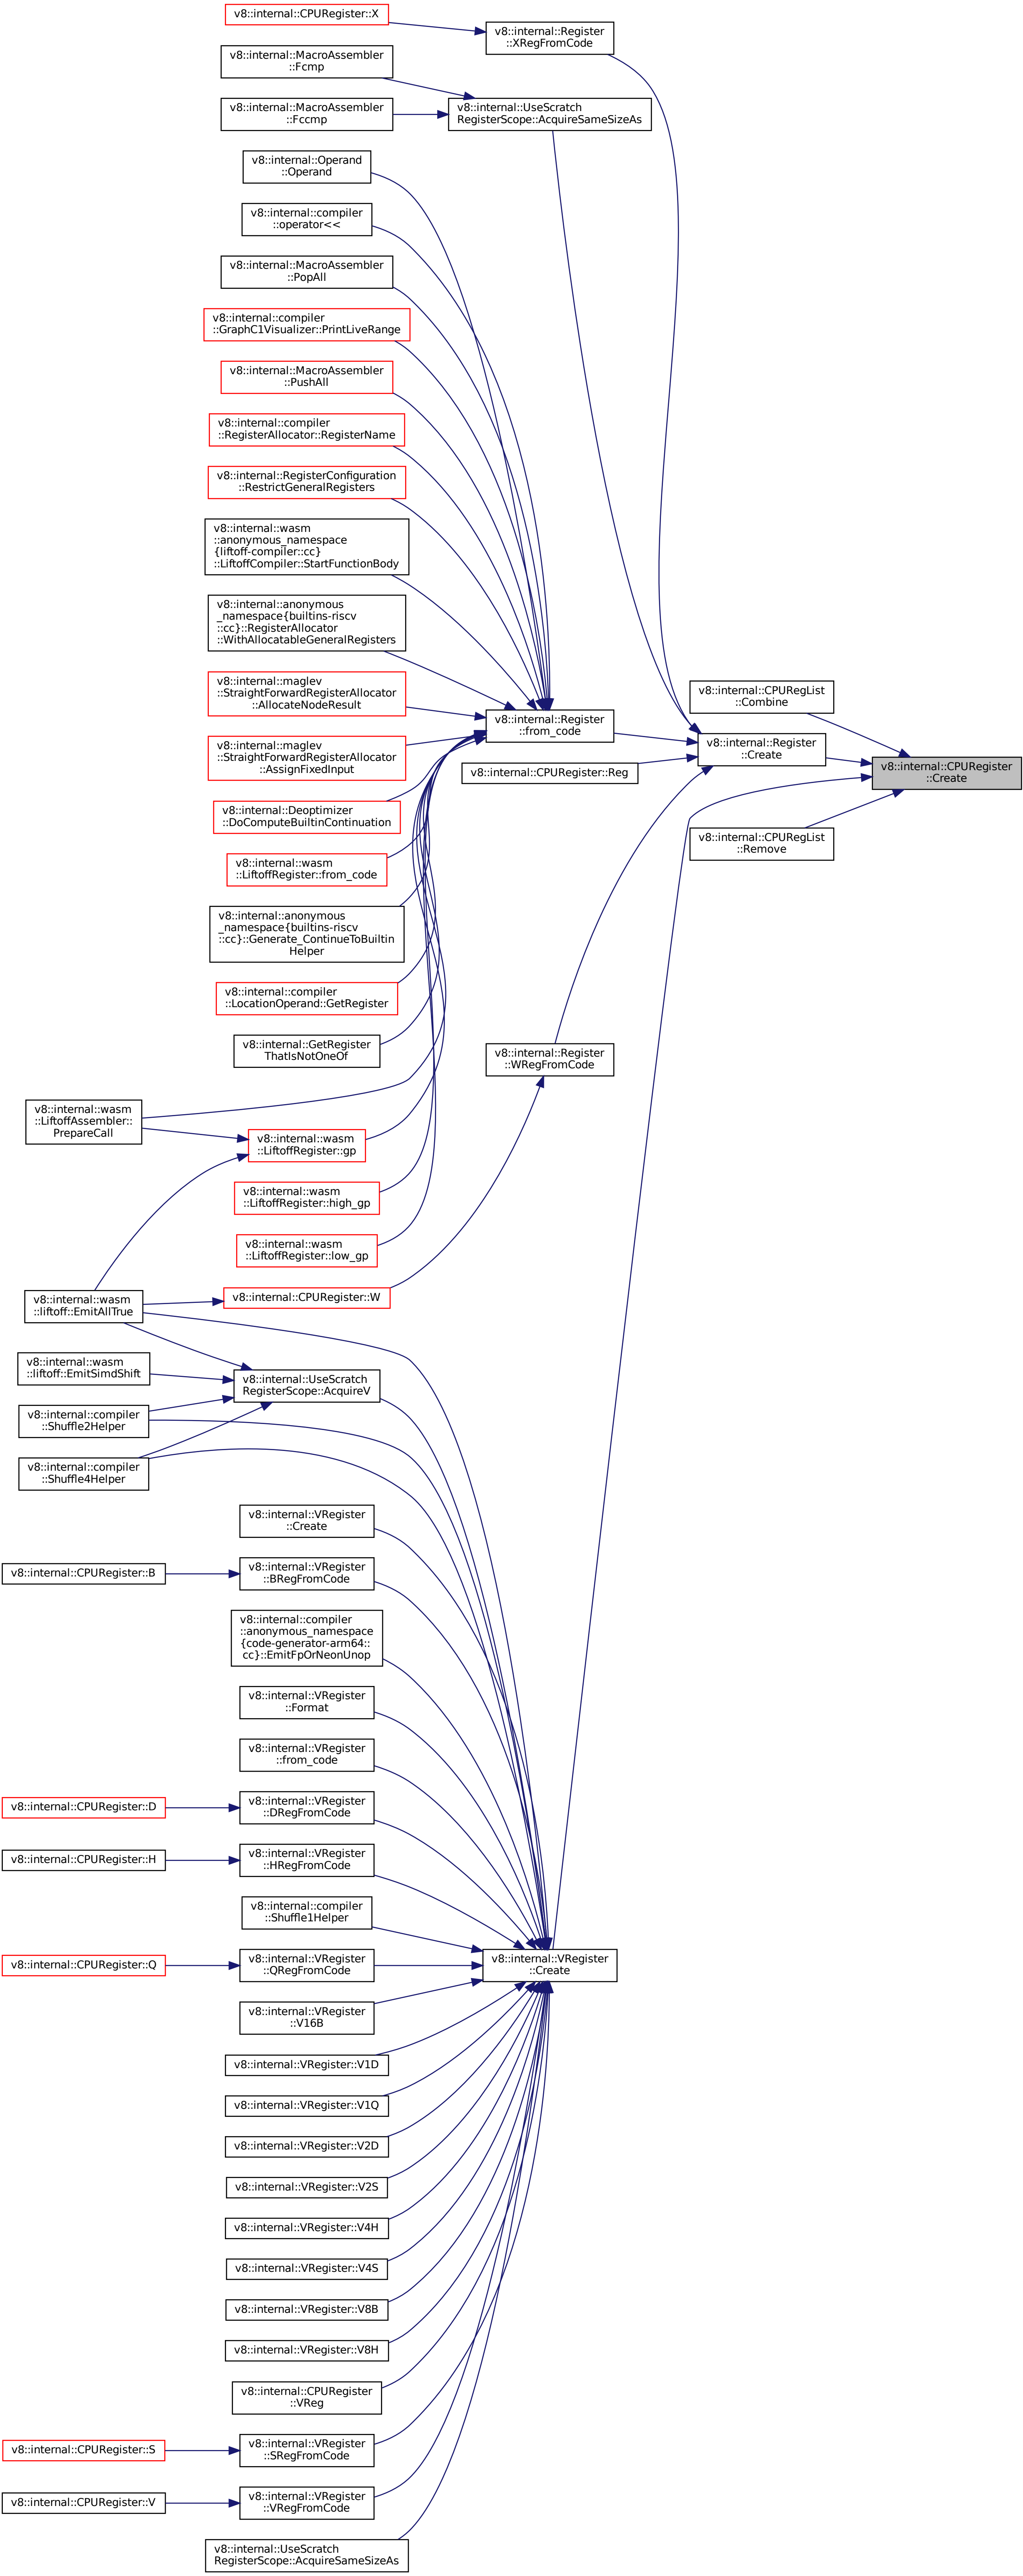 v8::internal::CPURegister::X
v8::internal::Register
::XRegFromCode
v8::internal::MacroAssembler
::Fcmp
v8::internal::MacroAssembler
::Fccmp
v8::internal::UseScratch
RegisterScope::AcquireSameSizeAs
v8::internal::Operand
::Operand
v8::internal::compiler
::operator<<
v8::internal::MacroAssembler
::PopAll
v8::internal::compiler
::GraphC1Visualizer::PrintLiveRange
v8::internal::MacroAssembler
::PushAll
v8::internal::compiler
::RegisterAllocator::RegisterName
v8::internal::RegisterConfiguration
::RestrictGeneralRegisters
v8::internal::wasm
::anonymous_namespace
{liftoff-compiler::cc}
::LiftoffCompiler::StartFunctionBody
v8::internal::anonymous
_namespace{builtins-riscv
::cc}::RegisterAllocator
::WithAllocatableGeneralRegisters
v8::internal::maglev
::StraightForwardRegisterAllocator
::AllocateNodeResult
v8::internal::maglev
::StraightForwardRegisterAllocator
::AssignFixedInput
v8::internal::Register
::from_code
v8::internal::CPURegister::Reg
v8::internal::CPURegList
::Combine
v8::internal::Register
::Create
v8::internal::CPURegister
::Create
v8::internal::CPURegList
::Remove
v8::internal::Deoptimizer
::DoComputeBuiltinContinuation
v8::internal::wasm
::LiftoffRegister::from_code
v8::internal::anonymous
_namespace{builtins-riscv
::cc}::Generate_ContinueToBuiltin
Helper
v8::internal::compiler
::LocationOperand::GetRegister
v8::internal::GetRegister
ThatIsNotOneOf
v8::internal::Register
::WRegFromCode
v8::internal::wasm
::LiftoffAssembler::
PrepareCall
v8::internal::wasm
::LiftoffRegister::gp
v8::internal::wasm
::LiftoffRegister::high_gp
v8::internal::wasm
::LiftoffRegister::low_gp
v8::internal::CPURegister::W
v8::internal::wasm
::liftoff::EmitAllTrue
v8::internal::wasm
::liftoff::EmitSimdShift
v8::internal::UseScratch
RegisterScope::AcquireV
v8::internal::compiler
::Shuffle2Helper
v8::internal::compiler
::Shuffle4Helper
v8::internal::VRegister
::Create
v8::internal::CPURegister::B
v8::internal::VRegister
::BRegFromCode
v8::internal::compiler
::anonymous_namespace
{code-generator-arm64::
cc}::EmitFpOrNeonUnop
v8::internal::VRegister
::Format
v8::internal::VRegister
::from_code
v8::internal::CPURegister::D
v8::internal::VRegister
::DRegFromCode
v8::internal::CPURegister::H
v8::internal::VRegister
::HRegFromCode
v8::internal::compiler
::Shuffle1Helper
v8::internal::VRegister
::Create
v8::internal::CPURegister::Q
v8::internal::VRegister
::QRegFromCode
v8::internal::VRegister
::V16B
v8::internal::VRegister::V1D
v8::internal::VRegister::V1Q
v8::internal::VRegister::V2D
v8::internal::VRegister::V2S
v8::internal::VRegister::V4H
v8::internal::VRegister::V4S
v8::internal::VRegister::V8B
v8::internal::VRegister::V8H
v8::internal::CPURegister
::VReg
v8::internal::CPURegister::S
v8::internal::VRegister
::SRegFromCode
v8::internal::CPURegister::V
v8::internal::VRegister
::VRegFromCode
v8::internal::UseScratch
RegisterScope::AcquireSameSizeAs